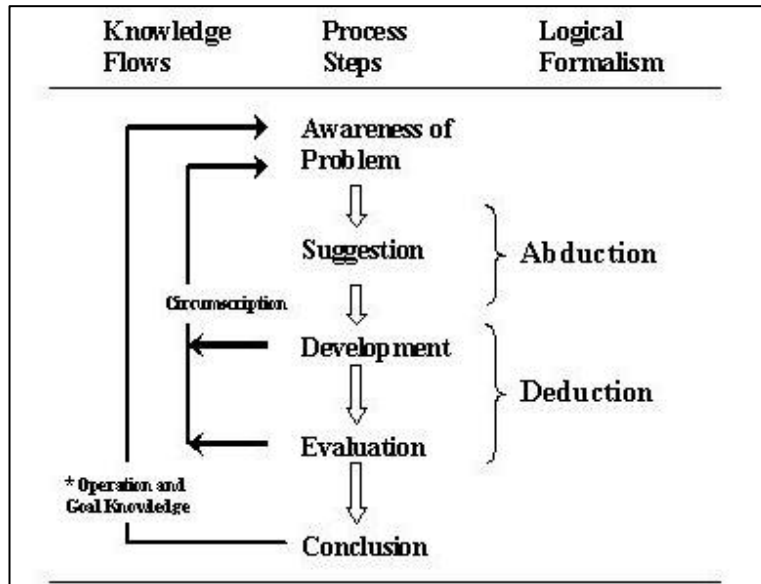 Knowledge Flows
Process Steps
Logical Formalism
Awareness of Problem
Suggestion
Abduction
Circumscription
Development
Deduction
Evaluation
* Operation and Goal Knowledge
Conclusion